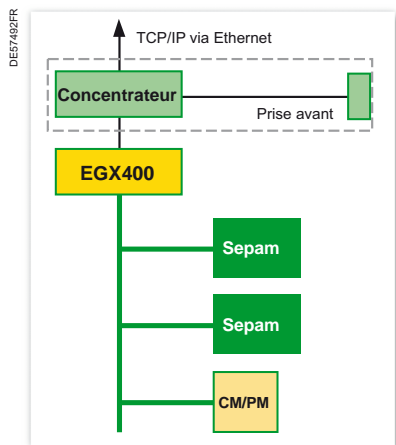 DE57492FR
TCP/IP via Ethernet
Concentrateur
Prise avant
EGX400
Sepam
Sepam
CM/PM